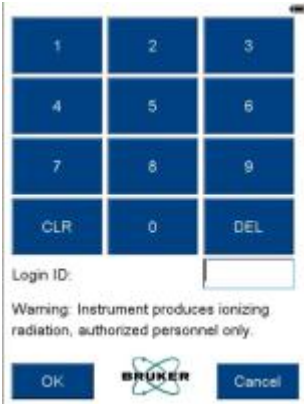 1 2 3
4 5 6
7 8 9
CLR 0 DEL
Login ID:
Warning: Instrument produces ionizing
radiation, authorized personnel only.
OK BRUKER Cancel